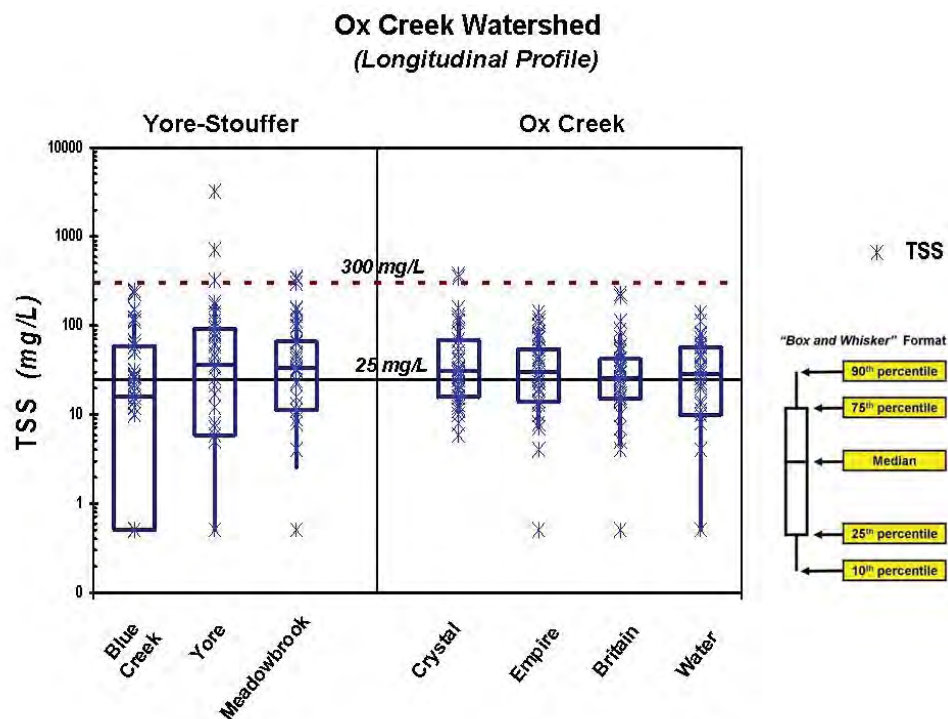 Ox Creek Watershed
(Longitudinal Profile)
Yore-Stouffer
Ox Creek
TSS (mg/L)
10000
1000
100
10
1
0
300 mg/L
25 mg/L
Blue
Creek
Yore
Meadowbrook
Crystal
Empire
Britain
Water
TSS
"Box and Whisker" Format
90th percentile
75th percentile
Median
25th percentile
10th percentile